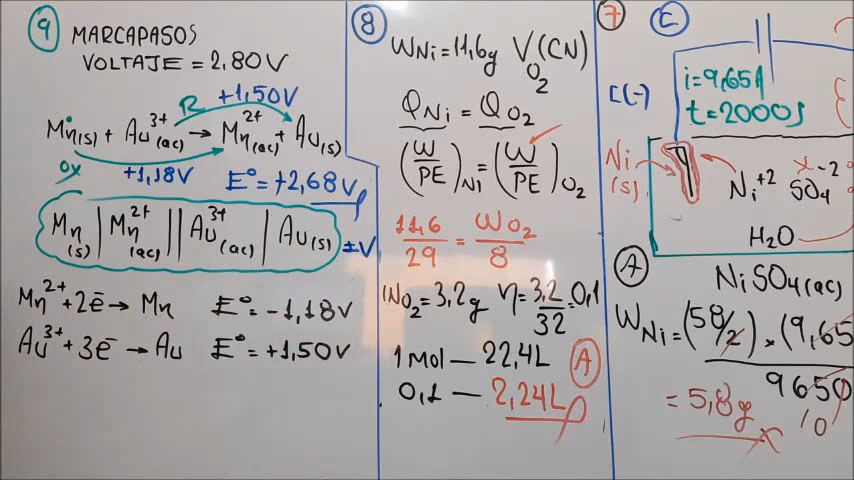 9 MARCAPASOS
VOLTAJE = 2,80V
R +1,50V
Mn(s) + Au³⁺(ac) → Mn²⁺(ac) + Au(s)
ox +1,18V E° = +2,68V
Mn(s) | Mn²⁺(ac) || Au³⁺(ac) | Au(s) ± V
Mn²⁺ + 2ē → Mn E° = -1,18V
Au³⁺ + 3ē → Au E° = +1,50V
8 WNi = 11,6g V(CN)
O₂
QNi = QO₂
(W/PE)Ni = (W/PE)O₂
11,6/29 = WO₂/8
WO₂ = 3,2g η = 3,2/32 = 0,1
1 mol — 22,4L
0,1 — 2,24L
A
7 C
i = 9,65A
t = 2000s
C(-)
Ni(s)
Ni⁺² SO₄ x -2
H₂O
A
NiSO₄(ac)
WNi = (58/2) × (9,65
9650
10
= 5,8g